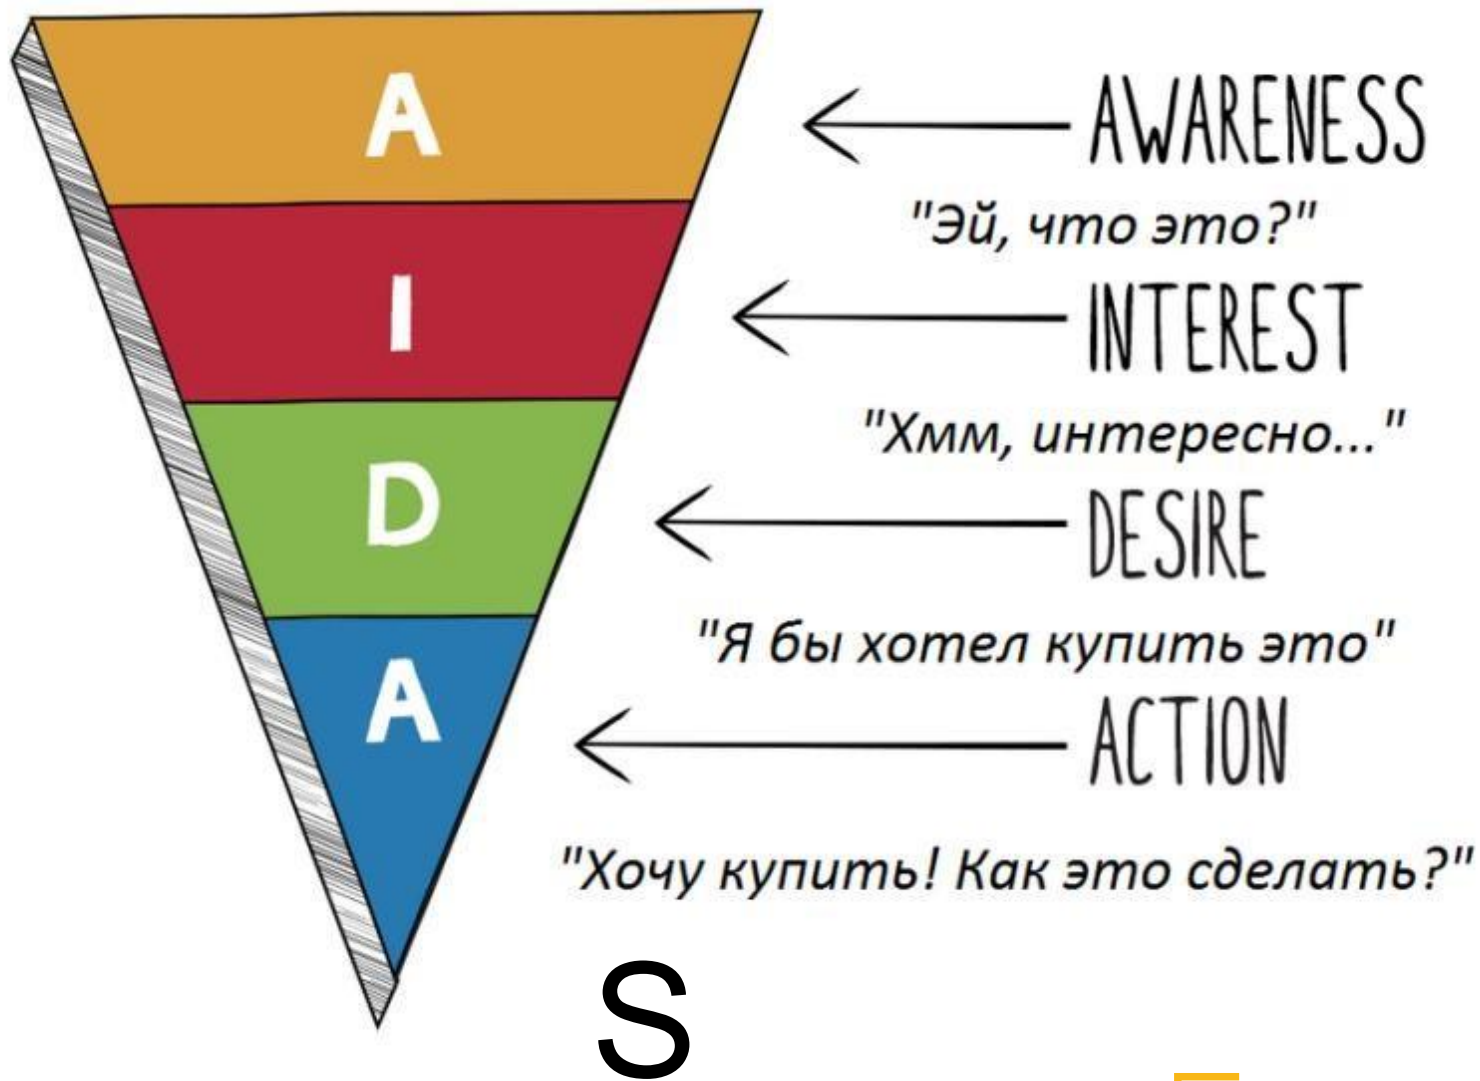 A
AWARENESS
"Эй, что это?"
I
INTEREST
"Хмм, интересно..."
D
DESIRE
"Я бы хотел купить это"
A
ACTION
"Хочу купить! Как это сделать?"
S